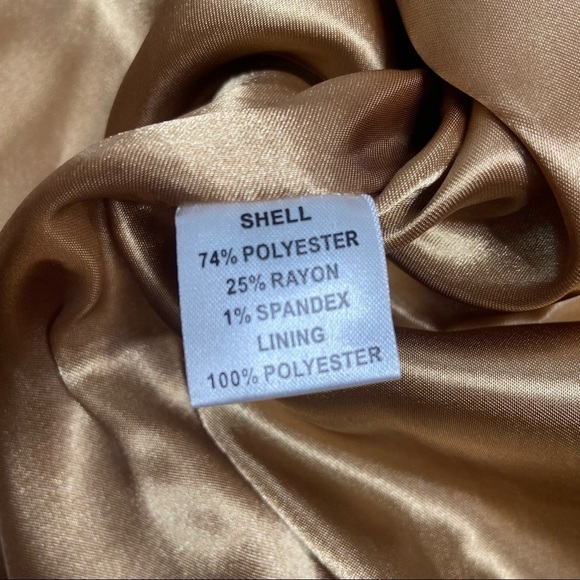 SHELL
74% POLYESTER
25% RAYON
1% SPANDEX
LINING
100% POLYESTER